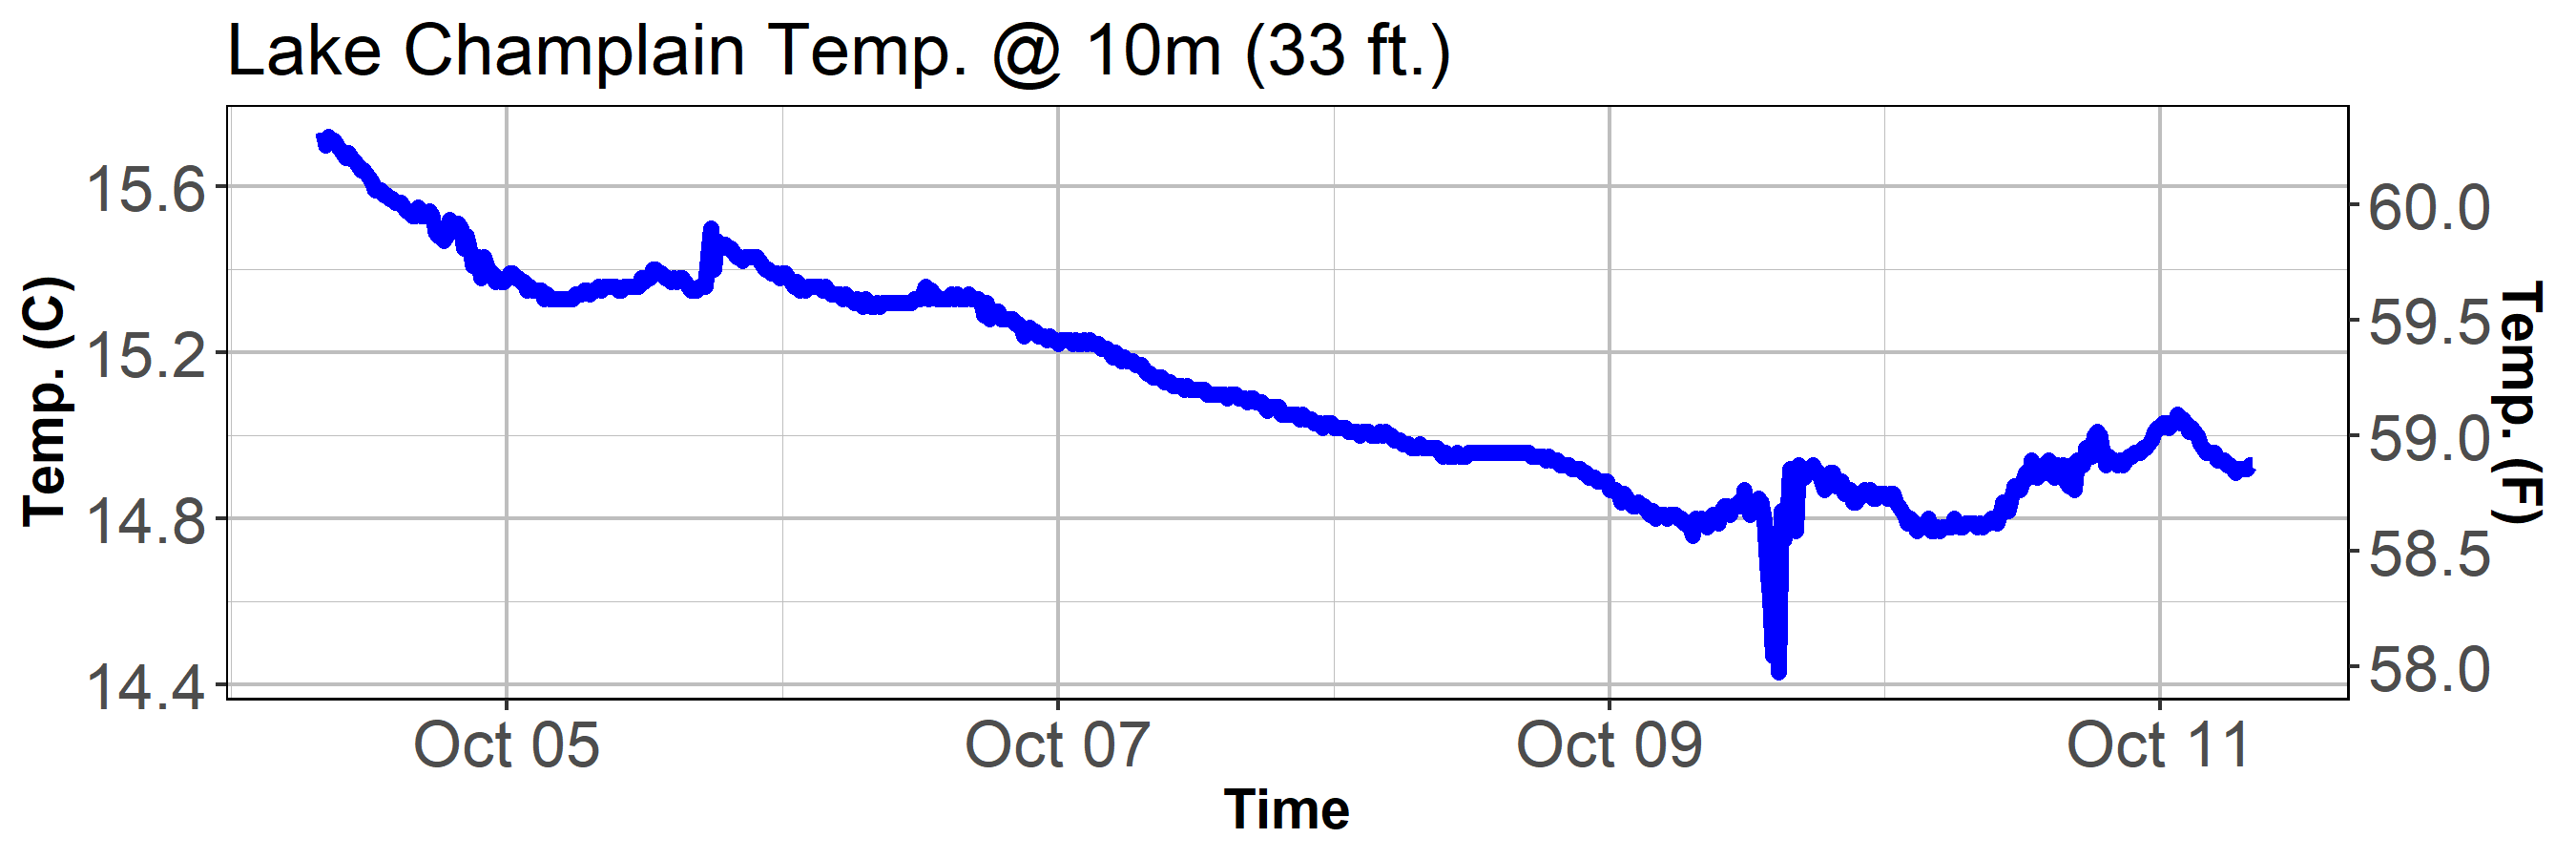 Lake Champlain Temp. @ 10m (33 ft.)
Temp. (C)
15.6
15.2
14.8
14.4
60.0
59.5
59.0
58.5
58.0
Temp. (F)
Oct 05 Oct 07 Oct 09 Oct 11
Time